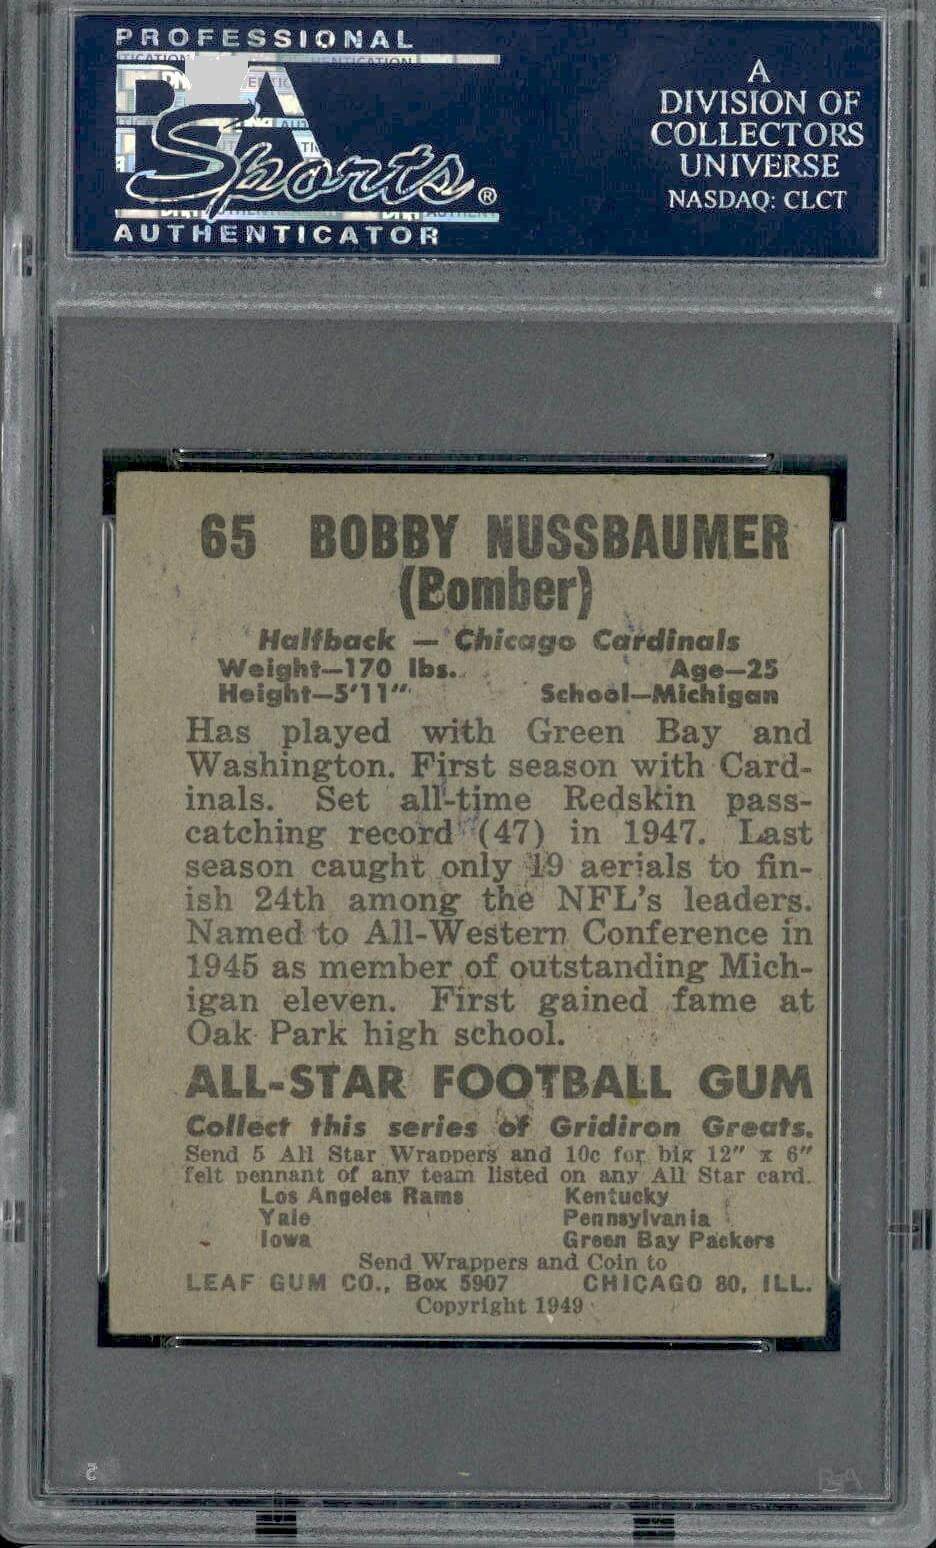 PROFESSIONAL
PSA
Sports®
AUTHENTICATOR
A
DIVISION OF
COLLECTORS
UNIVERSE
NASDAQ: CLCT
65 BOBBY NUSSBAUMER
(Bomber)
Halfback — Chicago Cardinals
Weight—170 lbs. Age—25
Height—5'11" School—Michigan
Has played with Green Bay and
Washington. First season with Card-
inals. Set all-time Redskin pass-
catching record (47) in 1947. Last
season caught only 19 aerials to fin-
ish 24th among the NFL's leaders.
Named to All-Western Conference in
1945 as member of outstanding Mich-
igan eleven. First gained fame at
Oak Park high school.
ALL-STAR FOOTBALL GUM
Collect this series of Gridiron Greats.
Send 5 All Star Wrappers and 10c for big 12" x 6"
felt pennant of any team listed on any All Star card.
Los Angeles Rams Kentucky
Yale Pennsylvania
Iowa Green Bay Packers
Send Wrappers and Coin to
LEAF GUM CO., Box 5907 CHICAGO 80, ILL.
Copyright 1949
PSA